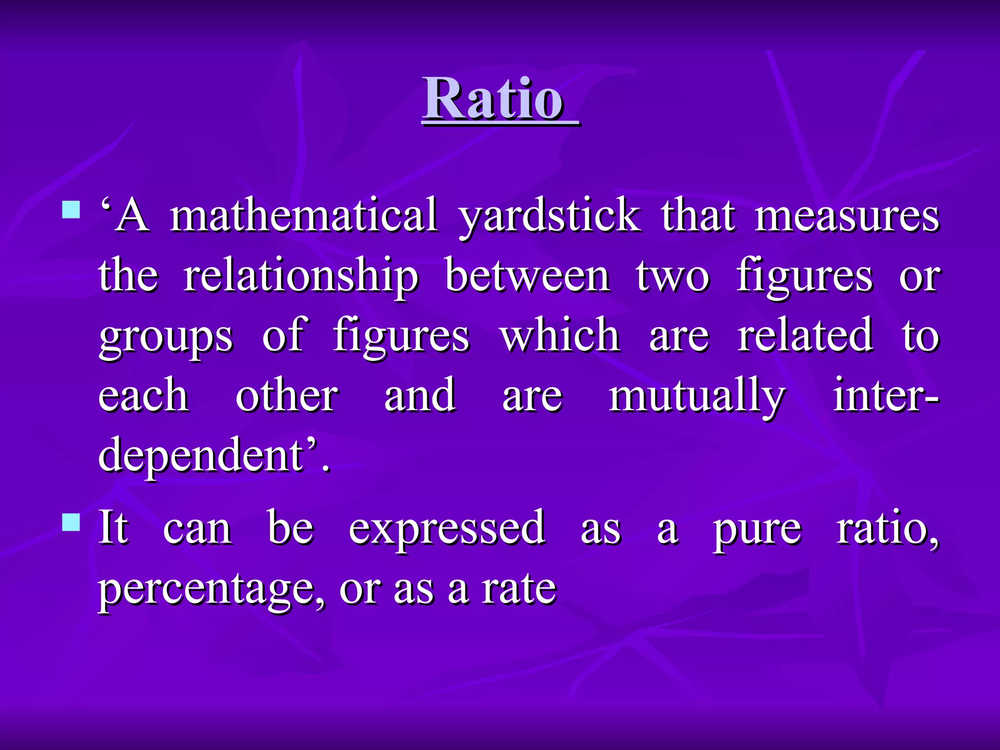 Ratio
▪ ‘A mathematical yardstick that measures
the relationship between two figures or
groups of figures which are related to
each other and are mutually inter-
dependent’.
▪ It can be expressed as a pure ratio,
percentage, or as a rate